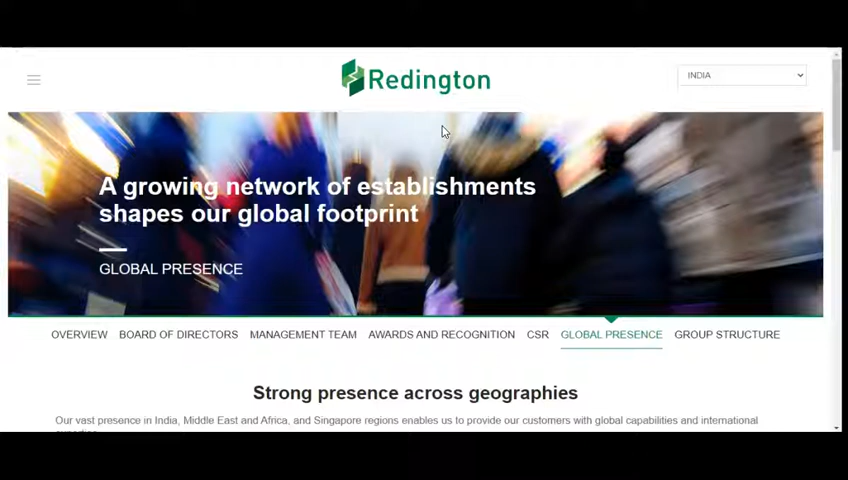 Redington
INDIA
A growing network of establishments
shapes our global footprint
GLOBAL PRESENCE
OVERVIEW BOARD OF DIRECTORS MANAGEMENT TEAM AWARDS AND RECOGNITION CSR GLOBAL PRESENCE GROUP STRUCTURE
Strong presence across geographies
Our vast presence in India, Middle East and Africa, and Singapore regions enables us to provide our customers with global capabilities and international